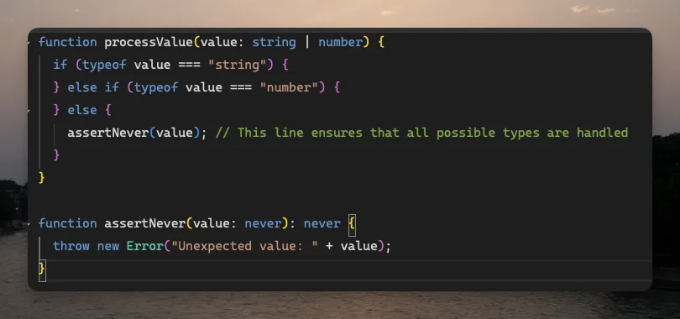 function processValue(value: string | number) {
if (typeof value === "string") {
} else if (typeof value === "number") {
} else {
assertNever(value); // This line ensures that all possible types are handled
}
}
function assertNever(value: never): never {
throw new Error("Unexpected value: " + value);
}